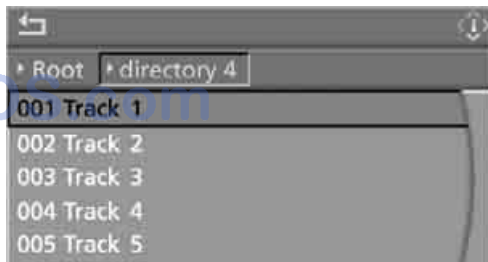 Root directory 4
001 Track 1
002 Track 2
003 Track 3
004 Track 4
005 Track 5